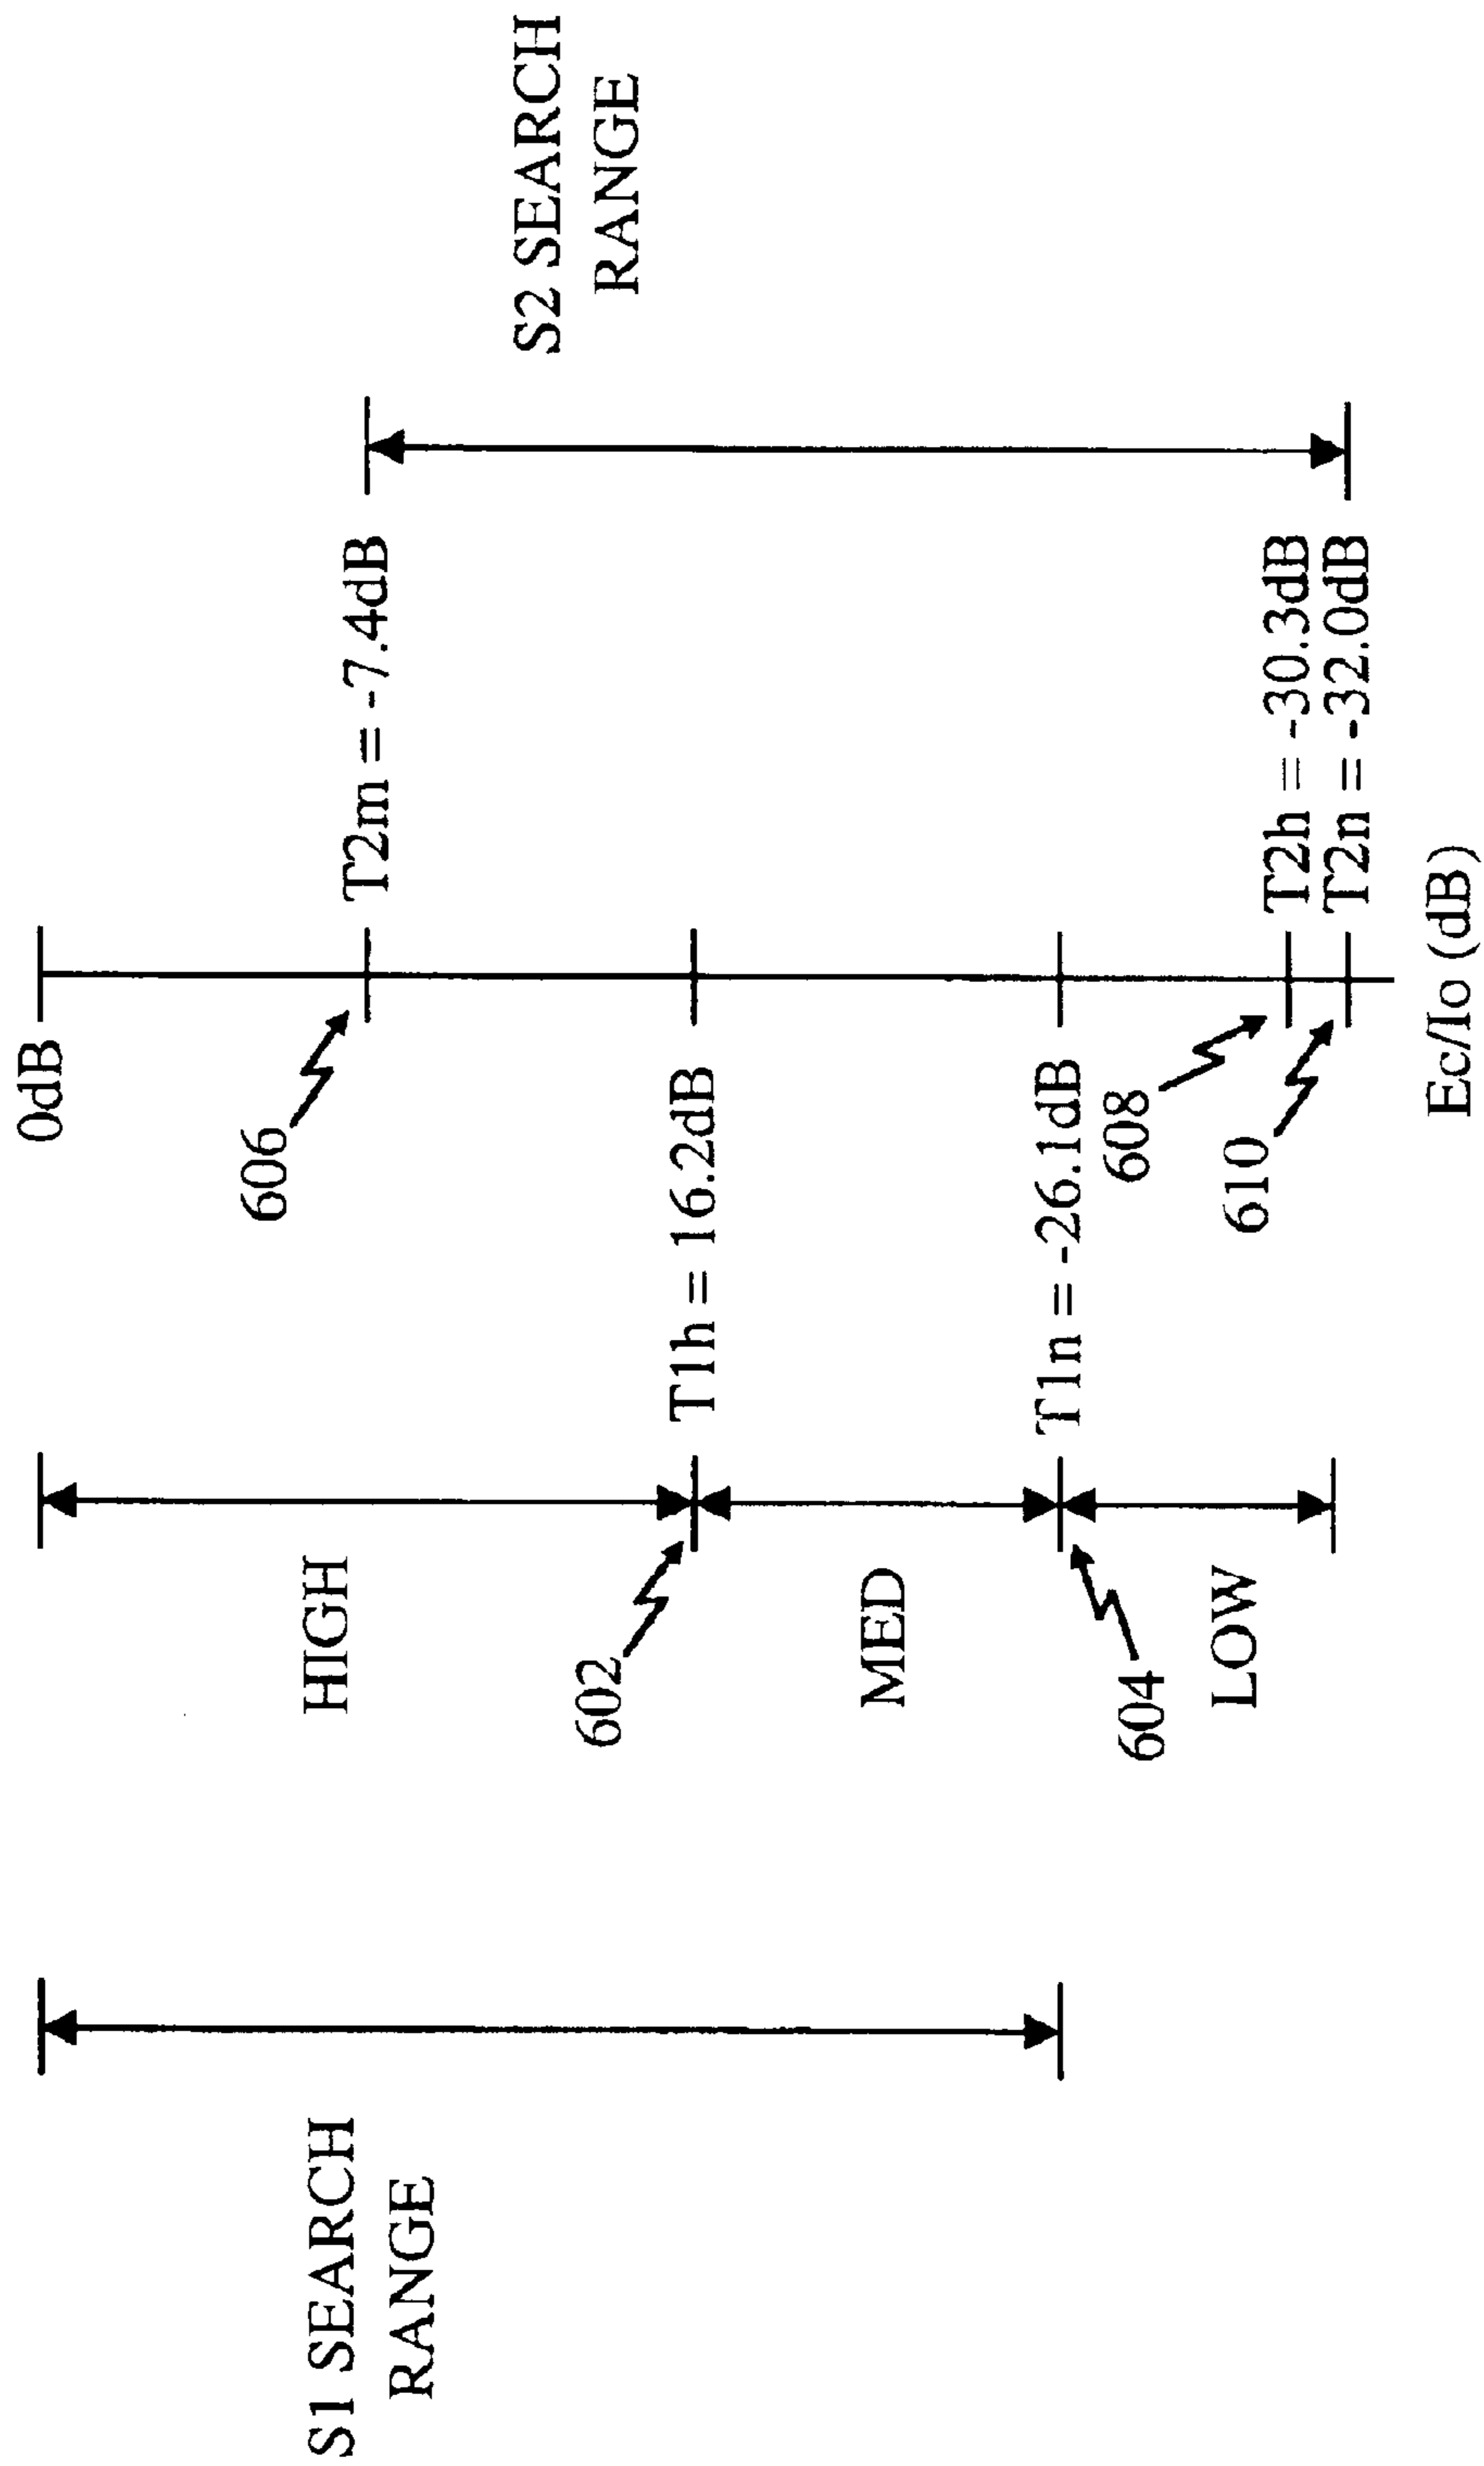 0dB
S1 SEARCH
RANGE
HIGH
606
T2m = -7.4dB
S2 SEARCH
RANGE
602
T1h = 16.2dB
MED
T1n = -26.1dB
604
608
LOW
610
T2h = -30.3dB
T2n = -32.0dB
Ec/Io (dB)